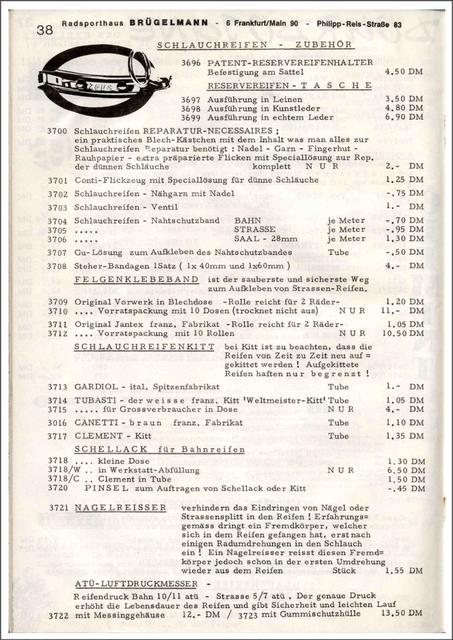 38
Radsporthaus BRÜGELMANN - 6 Frankfurt/Main 90 - Philipp-Reis-Straße 83
SCHLAUCHREIFEN - ZUBEHÖR
3696 PATENT-RESERVEREIFENHALTER
Befestigung am Sattel 4,50 DM
RESERVEREIFEN-TASCHE
3697 Ausführung in Leinen 3,50 DM
3698 Ausführung in Kunstleder 4,80 DM
3699 Ausführung in echtem Leder 6,90 DM
3700 Schlauchreifen REPARATUR-NECESSAIRES ;
ein praktisches Blech-Kästchen mit dem Inhalt was man alles zur
Schlauchreifen Reparatur benötigt : Nadel - Garn - Fingerhut -
Rauhpapier - extra präparierte Flicken mit Speziallösung zur Rep.
der dünnen Schläuche komplett NUR 2,- DM
3701 Conti-Flickzeug mit Speziallösung für dünne Schläuche 1,25 DM
3702 Schlauchreifen - Nähgarn mit Nadel -.75 DM
3703 Schlauchreifen - Ventil 1.- DM
3704 Schlauchreifen - Nahtschutzband BAHN je Meter -,70 DM
3705 ..... STRASSE je Meter -,95 DM
3706 ..... SAAL - 28mm je Meter 1,30 DM
3707 Gu-Lösung zum Aufkleben des Nahtschutzbandes Tube -,50 DM
3708 Steher-Bandagen 1Satz ( 1x 40mm und 1x60mm ) 4,- DM
FELGENKLEBEBAND ist der sauberste und sicherste Weg
zum Aufkleben von Strassen-Reifen.
3709 Original Vorwerk in Blechdose -Rolle reicht für 2 Räder- 1,20 DM
3710 .... Vorratspackung mit 10 Dosen (trocknet nicht aus) NUR 11,- DM
3711 Original Jantex franz. Fabrikat -Rolle reicht für 2 Räder- 1,05 DM
3712 .... Vorratspackung mit 10 Rollen NUR 10,50 DM
SCHLAUCHREIFENKITT bei Kitt ist zu beachten, dass die
Reifen von Zeit zu Zeit neu auf =
gekittet werden ! Aufgekittete
Reifen haften nur begrenzt !
3713 GARDIOL - ital, Spitzenfabrikat Tube 1.- DM
3714 TUBASTI - der weisse franz. Kitt 'Weltmeister-Kitt' Tube 1,05 DM
3715 ..... für Grossverbraucher in Dose NUR 4,- DM
3016 CANETTI - braun franz. Fabrikat Tube 1,10 DM
3717 CLEMENT - Kitt Tube 1,35 DM
SCHELLACK für Bahnreifen
3718 .... kleine Dose 1,30 DM
3718/W .. in Werkstatt-Abfüllung NUR 6,50 DM
3718/C .. Clement in Tube 1,50 DM
3720 PINSEL zum Auftragen von Schellack oder Kitt -.45 DM
3721 NAGELREISSER verhindern das Eindringen von Nägel oder
Strassensplitt in den Reifen ! Erfahrungs=
gemäss dringt ein Fremdkörper, welcher
sich in dem Reifen gefangen hat, erst nach
einigen Radumdrehungen in den Schlauch
ein ! Ein Nagelreisser reisst diesen Fremd=
körper jedoch schon in der ersten Umdrehung
wieder aus dem Reifen Stück 1,55 DM
ATÜ-LUFTDRUCKMESSER -
Reifendruck Bahn 10/11 atü - Strasse 5/7 atü . Der genaue Druck
erhöht die Lebensdauer des Reifen und gibt Sicherheit und leichten Lauf
3722 mit Messinggehäuse 12.- DM / 3723 mit Gummischutzhülle 13,50 DM